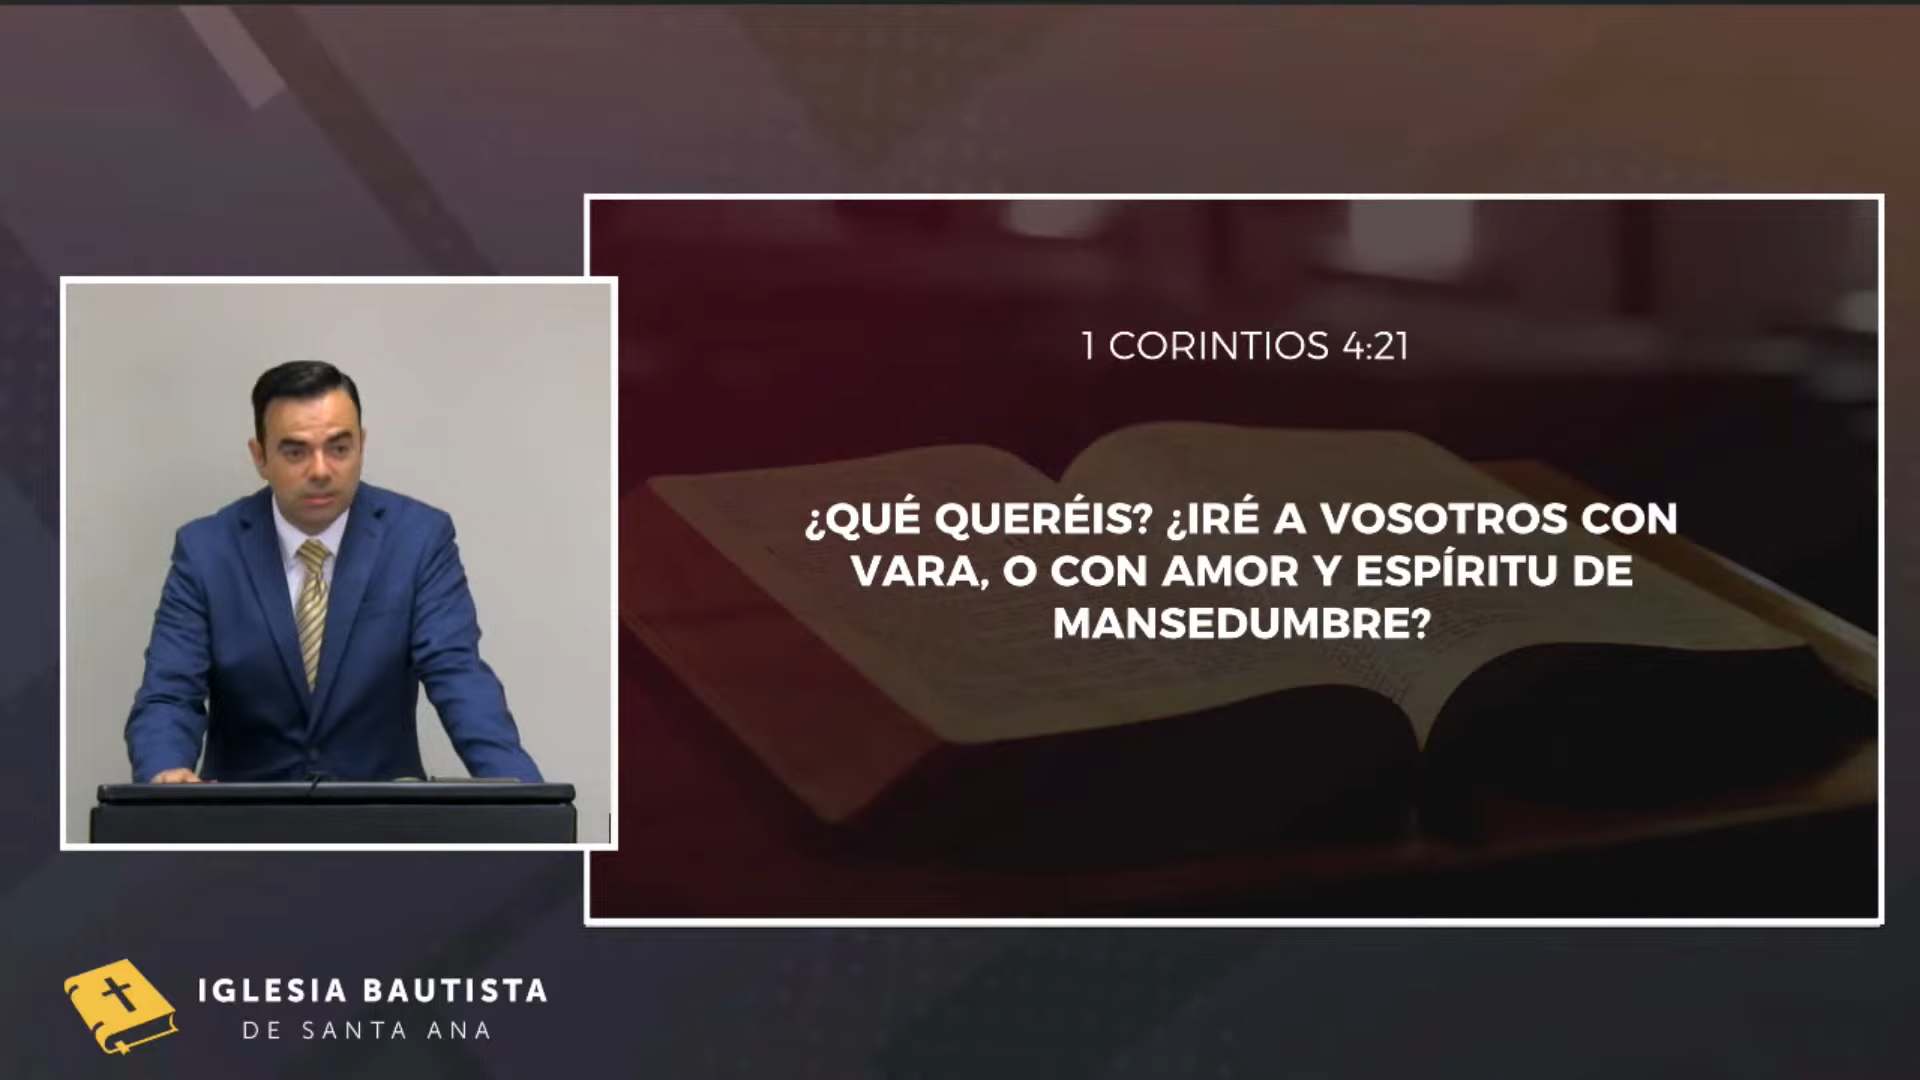 1 CORINTIOS 4:21
¿QUÉ QUERÉIS? ¿IRÉ A VOSOTROS CON
VARA, O CON AMOR Y ESPÍRITU DE
MANSEDUMBRE?
IGLESIA BAUTISTA
DE SANTA ANA